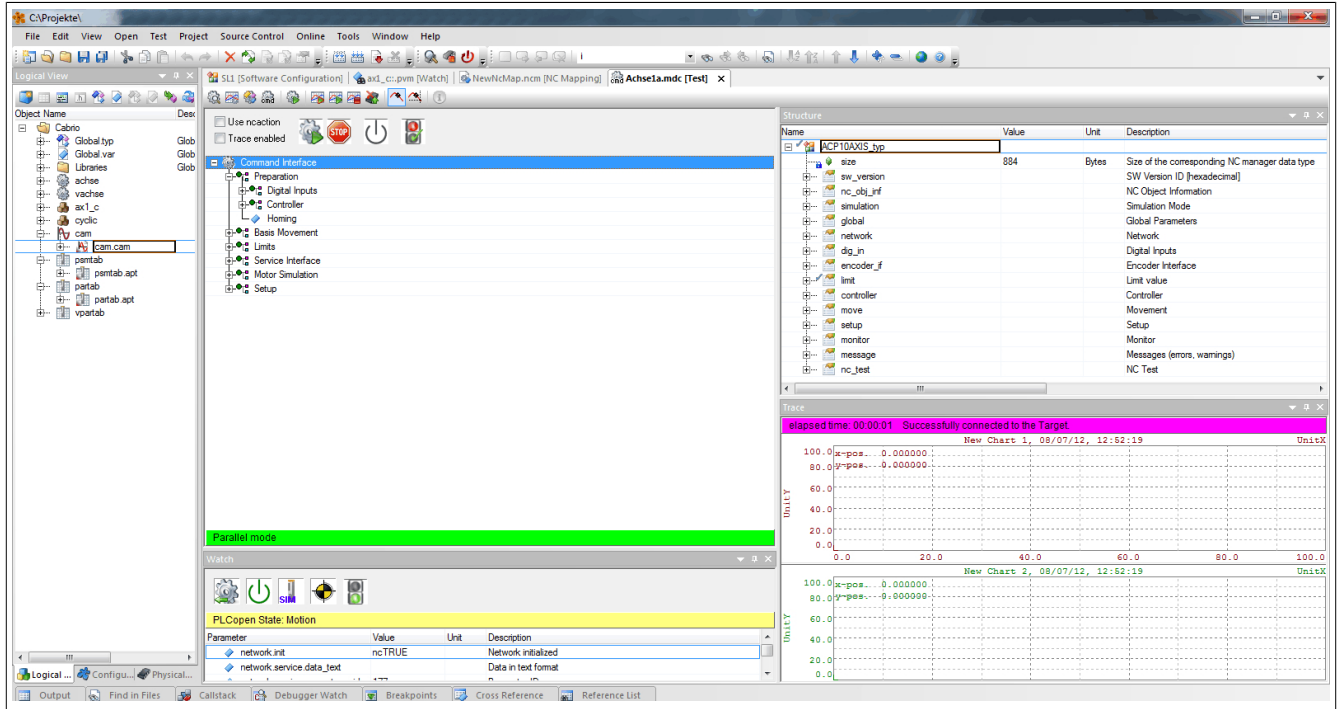 C:\Projekte\
File Edit View Open Test Project Source Control Online Tools Window Help
Logical View
SL1 [Software Configuration] ax1_c::.pvm [Watch] NewNcMap.ncm [NC Mapping] Achse1a.mdc [Test]
Object Name Desc
Cabrio
Global.typ Glob
Global.var Glob
Libraries Glob
achse
vachse
ax1_c
cyclic
cam
cam.cam
psmtab
psmtab.apt
partab
partab.apt
vpartab
Logical ... Configu... Physical...
Use ncaction
Trace enabled
STOP
Command Interface
Preparation
Digital Inputs
Controller
Homing
Basis Movement
Limits
Service Interface
Motor Simulation
Setup
Parallel mode
Watch
SIM
PLCopen State: Motion
Parameter Value Unit Description
network.init ncTRUE Network initialized
network.service.data_text Data in text format
Structure
Name Value Unit Description
ACP10AXIS_typ
size 884 Bytes Size of the corresponding NC manager data type
sw_version SW Version ID [hexadecimal]
nc_obj_inf NC Object Information
simulation Simulation Mode
global Global Parameters
network Network
dig_in Digital Inputs
encoder_if Encoder Interface
limit Limit value
controller Controller
move Movement
setup Setup
monitor Monitor
message Messages (errors, warnings)
nc_test NC Test
Trace
elapsed time: 00:00:01 Successfully connected to the Target.
New Chart 1, 08/07/12, 12:52:19 UnitX
100.0 x-pos. 0.000000
80.0 y-pos. 0.000000
60.0
UnitY
40.0
20.0
0.0
0.0 20.0 40.0 60.0 80.0 100.0
New Chart 2, 08/07/12, 12:52:19 UnitX
100.0 x-pos. 0.000000
80.0 y-pos. 0.000000
60.0
UnitY
40.0
20.0
0.0
Output Find in Files Callstack Debugger Watch Breakpoints Cross Reference Reference List